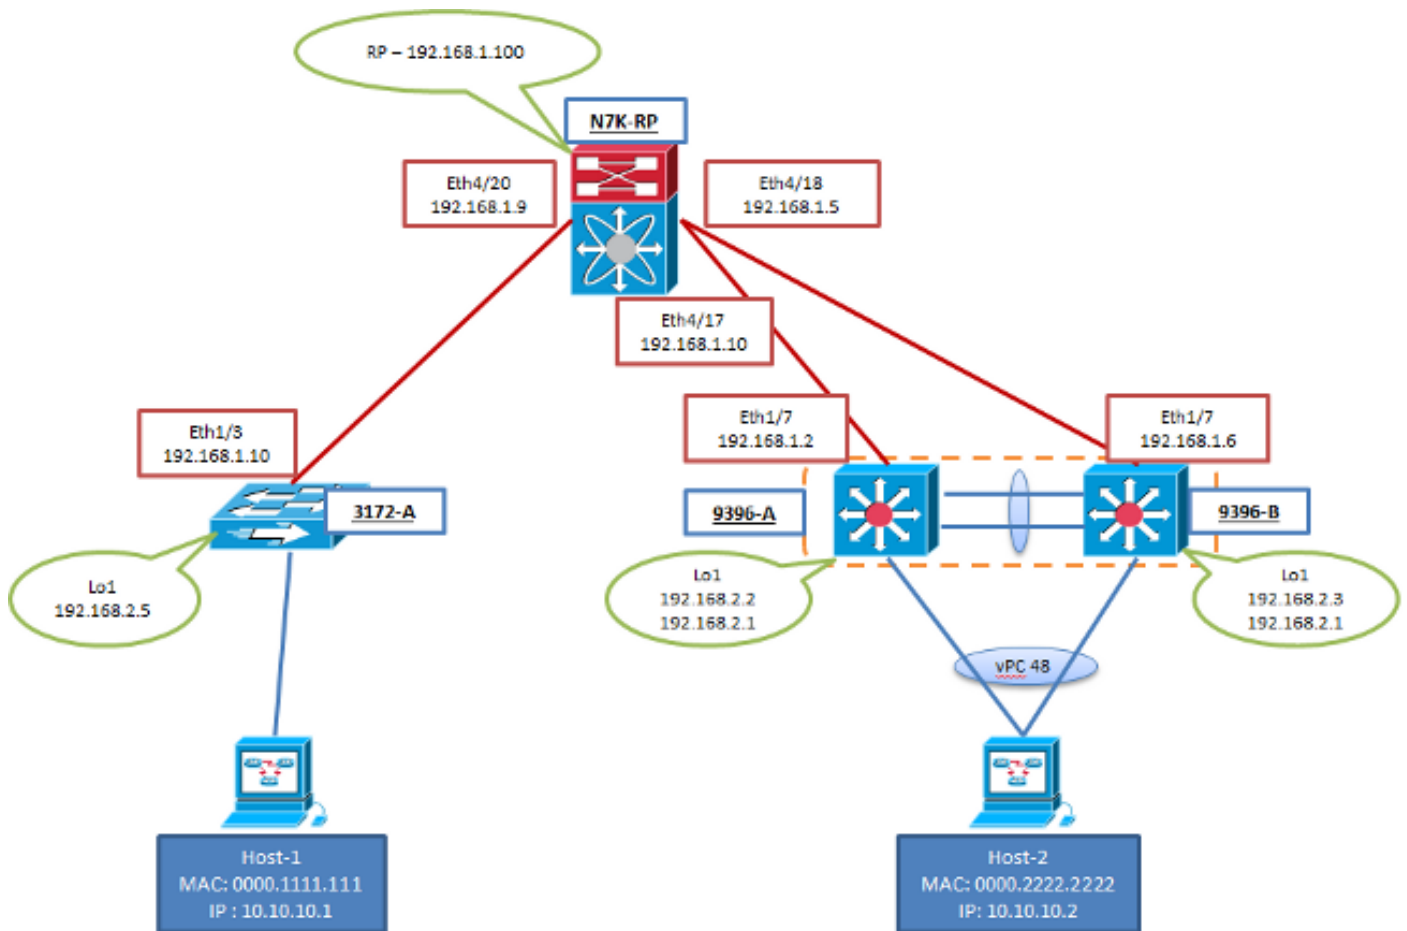 RP – 192.168.1.100
N7K-RP
Eth4/20
192.168.1.9
Eth4/18
192.168.1.5
Eth4/17
192.168.1.10
Eth1/3
192.168.1.10
Eth1/7
192.168.1.2
Eth1/7
192.168.1.6
3172-A
9396-A
9396-B
Lo1
192.168.2.5
Lo1
192.168.2.2
192.168.2.1
Lo1
192.168.2.3
192.168.2.1
vPC 48
Host-1
MAC: 0000.1111.111
IP : 10.10.10.1
Host-2
MAC: 0000.2222.2222
IP: 10.10.10.2